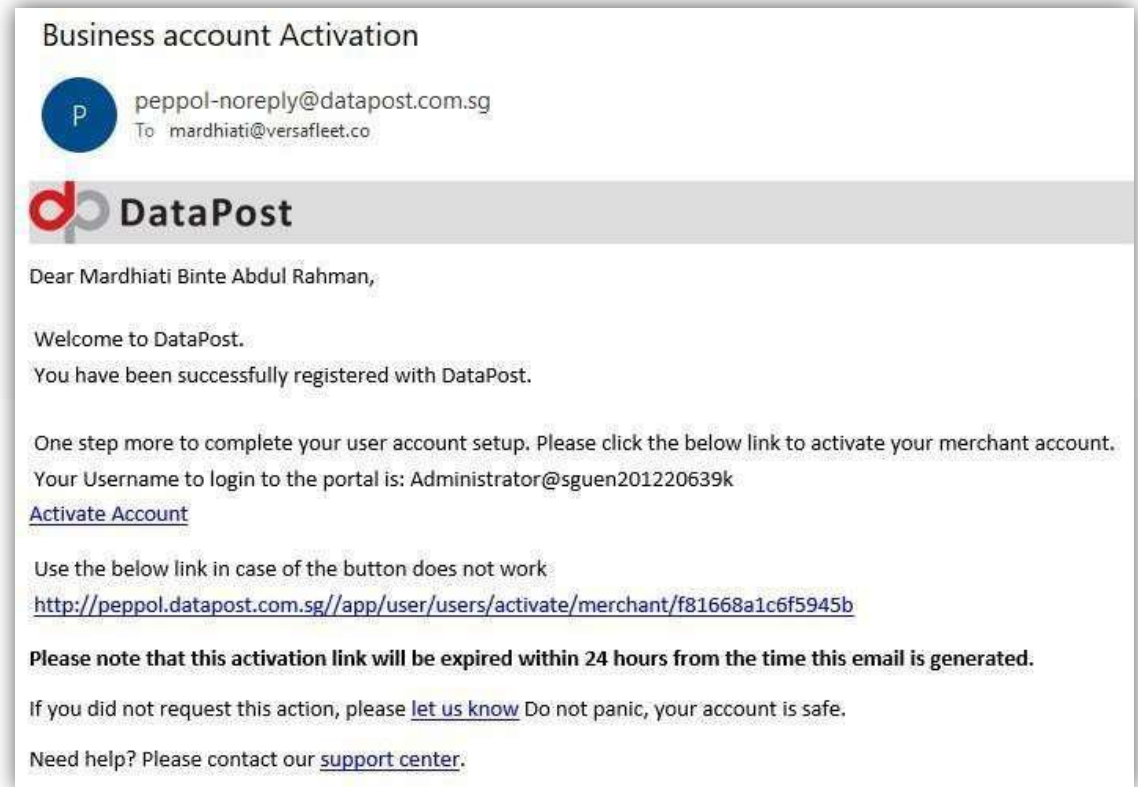 Business account Activation
P
peppol-noreply@datapost.com.sg
To mardhiati@versafleet.co
dp DataPost
Dear Mardhiati Binte Abdul Rahman,
Welcome to DataPost.
You have been successfully registered with DataPost.
One step more to complete your user account setup. Please click the below link to activate your merchant account.
Your Username to login to the portal is: Administrator@sguen201220639k
Activate Account
Use the below link in case of the button does not work
http://peppol.datapost.com.sg//app/user/users/activate/merchant/f81668a1c6f5945b
Please note that this activation link will be expired within 24 hours from the time this email is generated.
If you did not request this action, please let us know Do not panic, your account is safe.
Need help? Please contact our support center.